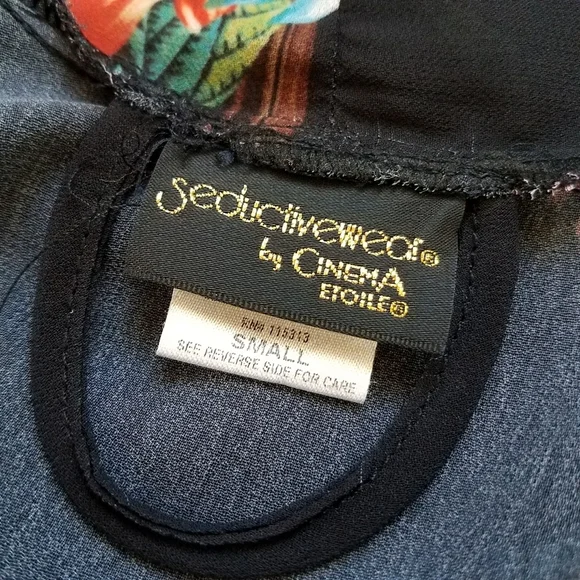 Seductivewear®
by CINEMA
ETOILE®
RN# 115313
SMALL
SEE REVERSE SIDE FOR CARE